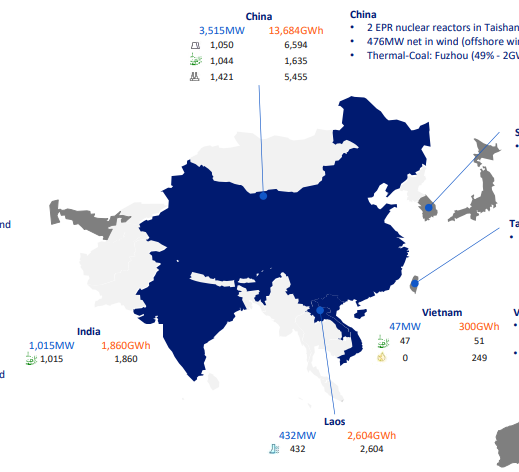 China
3,515MW 13,684GWh
1,050 6,594
1,044 1,635
1,421 5,455
China
• 2 EPR nuclear reactors in Taishan
• 476MW net in wind (offshore wi
• Thermal-Coal: Fuzhou (49% - 2G
S
•
nd
Ta
•
India
1,015MW 1,860GWh
1,015 1,860
Vietnam
47MW 300GWh
47 51
0 249
V
•
•
d
Laos
432MW 2,604GWh
432 2,604